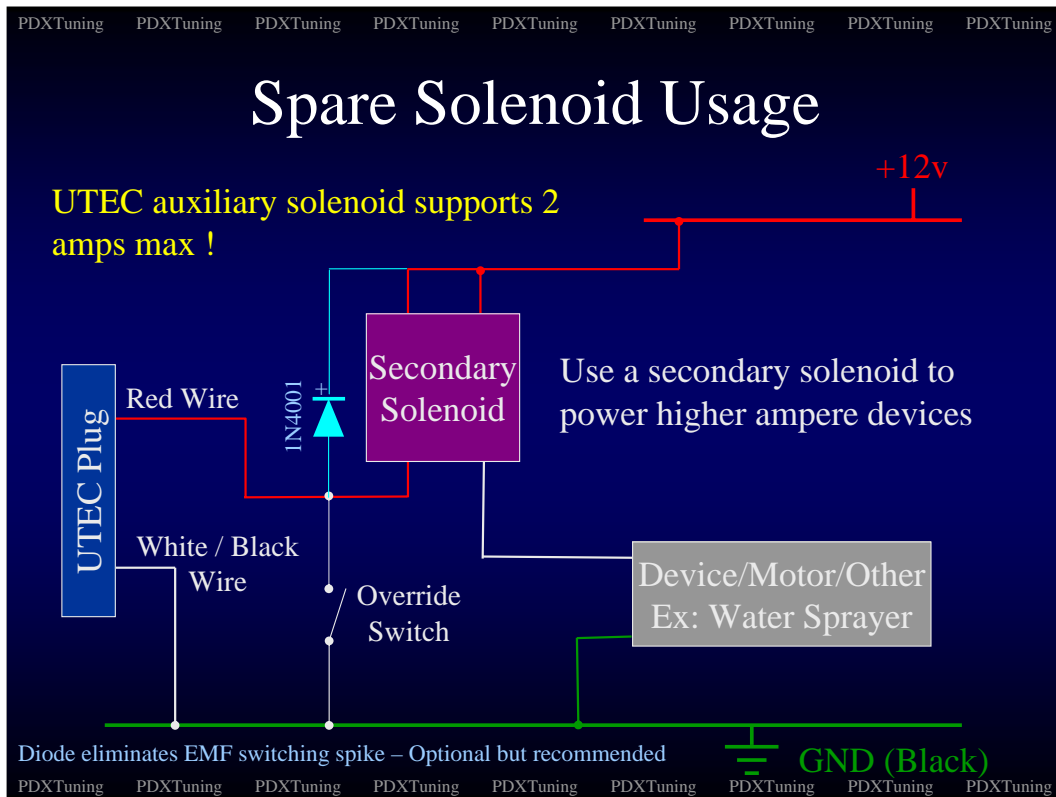 PDXTuning PDXTuning PDXTuning PDXTuning PDXTuning PDXTuning PDXTuning PDXTuning PDXTuning
Spare Solenoid Usage
+12v
UTEC auxiliary solenoid supports 2
amps max !
Secondary
Solenoid
Use a secondary solenoid to
power higher ampere devices
Red Wire
1N4001
+
UTEC Plug
White / Black
Wire
Override
Switch
Device/Motor/Other
Ex: Water Sprayer
Diode eliminates EMF switching spike – Optional but recommended
GND (Black)
PDXTuning PDXTuning PDXTuning PDXTuning PDXTuning PDXTuning PDXTuning PDXTuning PDXTuning